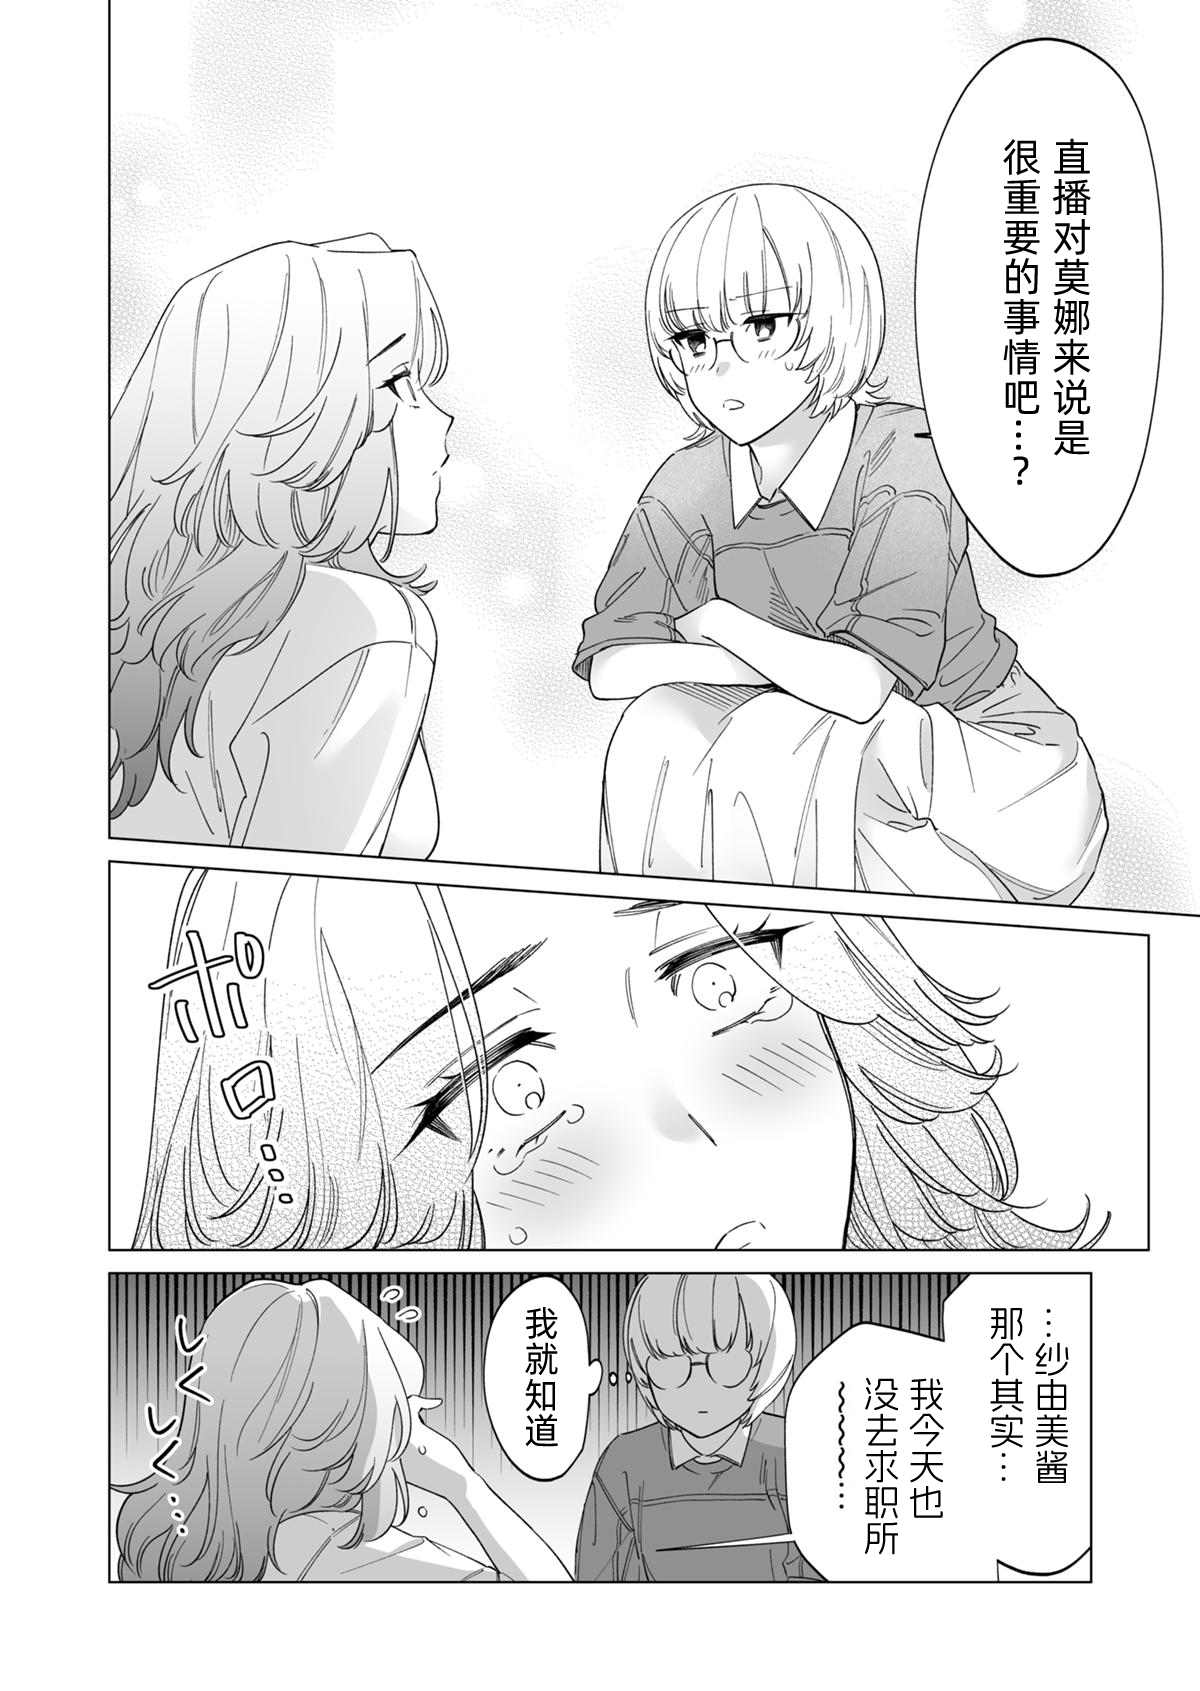 直播对莫娜来说是
很重要的事情吧…?
ポロ…
…纱由美酱
那个其实…
我今天也
没去求职所
~~~~~~…
…
我就知道
しくしく…